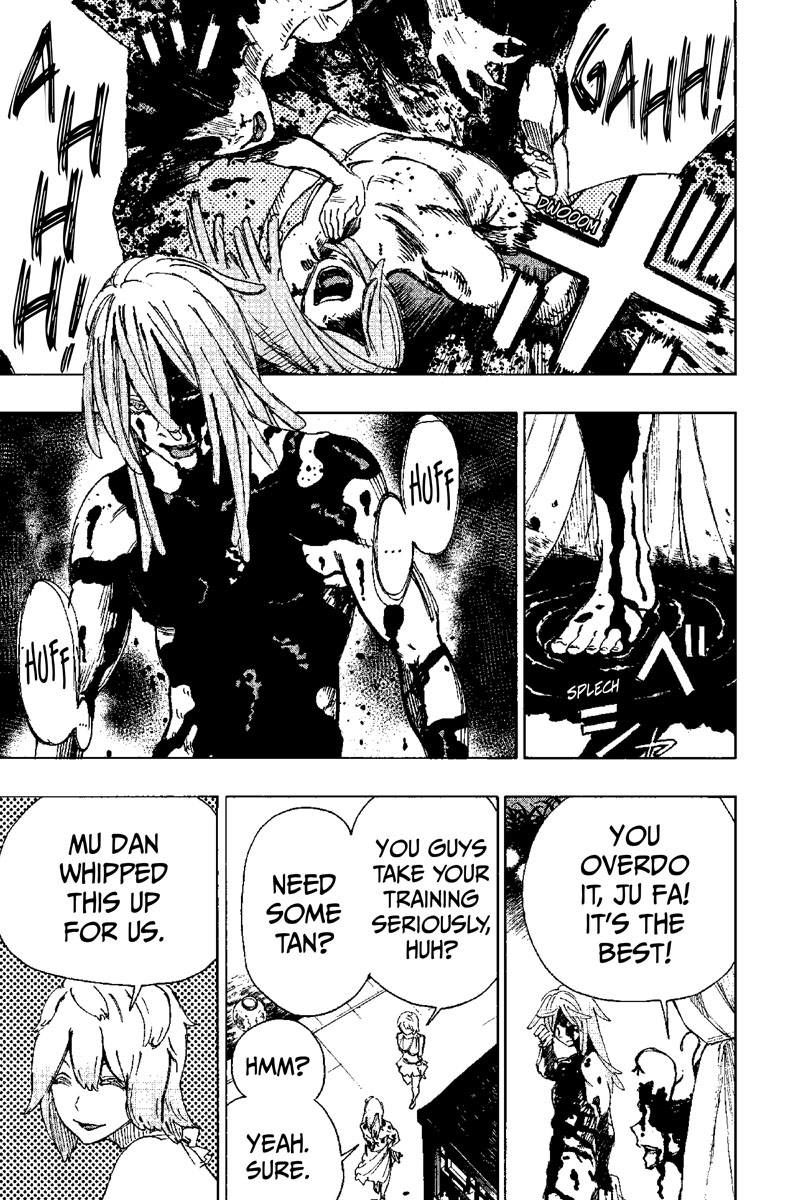 GAHH!
AHHHH!
DWOOOM
SPLECH
HUFF
...
HUFF
YOU
OVERDO
IT, JU FA!
IT'S THE
BEST!
YOU GUYS
TAKE YOUR
TRAINING
SERIOUSLY,
HUH?
NEED
SOME
TAN?
HMM?
YEAH.
SURE.
MU DAN
WHIPPED
THIS UP
FOR US.